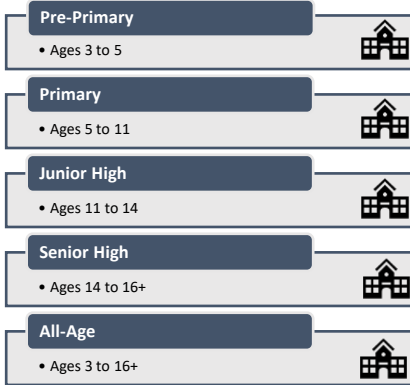 Pre-Primary
• Ages 3 to 5
Primary
• Ages 5 to 11
Junior High
• Ages 11 to 14
Senior High
• Ages 14 to 16+
All-Age
• Ages 3 to 16+